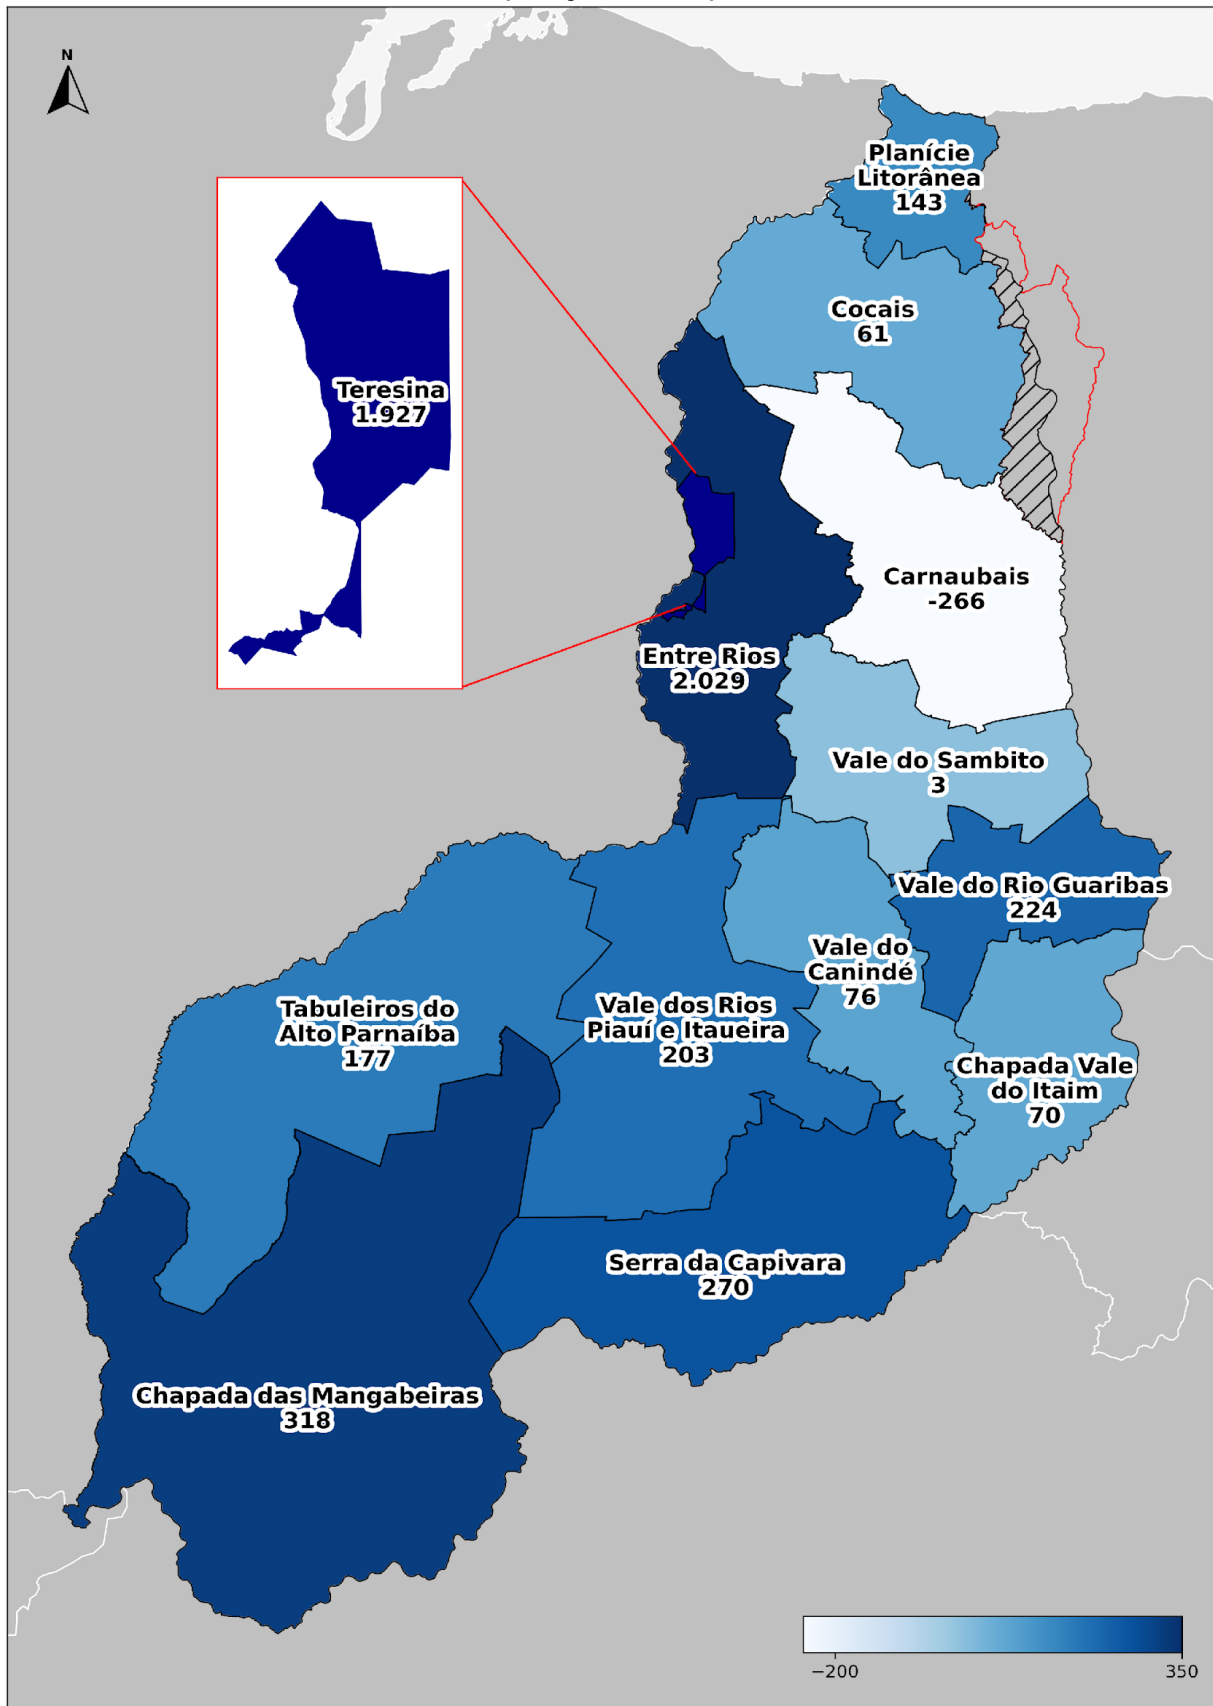 N
Planície
Litorânea
143
Cocais
61
Teresina
1.927
Carnaubais
-266
Entre Rios
2.029
Vale do Sambito
3
Vale do Rio Guaribas
224
Vale do
Canindé
76
Tabuleiros do
Alto Parnaíba
177
Vale dos Rios
Piauí e Itaueira
203
Chapada Vale
do Itaim
70
Serra da Capivara
270
Chapada das Mangabeiras
318
−200
350